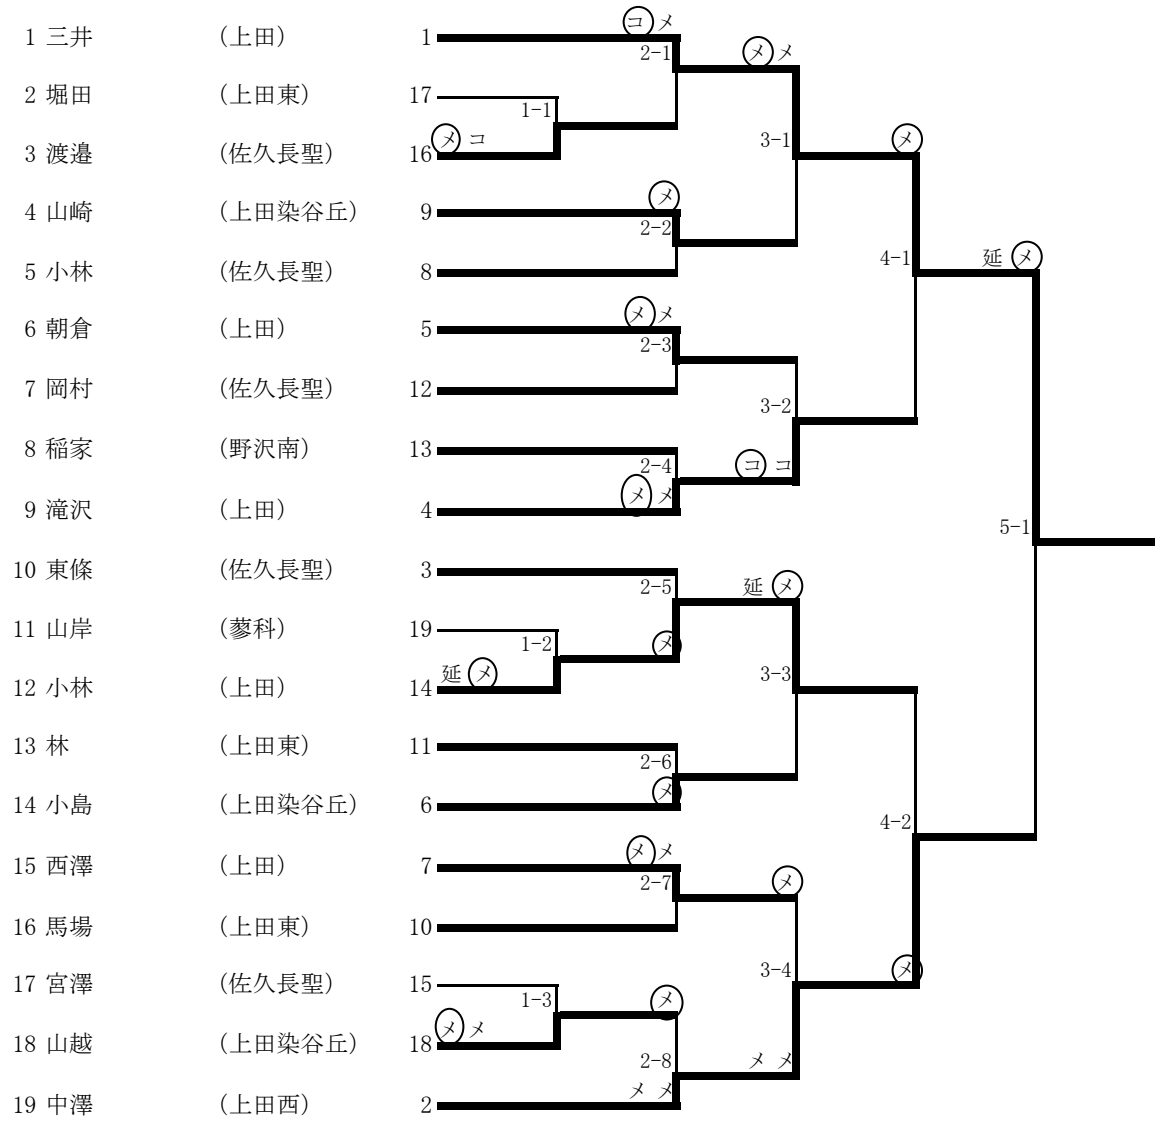 コ メ
1 三井 (上田) 1
2-1
メ メ
2 堀田 (上田東) 17
1-1
3 渡邉 (佐久長聖) 16
メ コ
3-1
メ
4 山崎 (上田染谷丘) 9
メ
2-2
5 小林 (佐久長聖) 8
4-1
延 メ
6 朝倉 (上田) 5
メ メ
2-3
7 岡村 (佐久長聖) 12
3-2
8 稲家 (野沢南) 13
2-4
コ コ
9 滝沢 (上田) 4
メ メ
5-1
10 東條 (佐久長聖) 3
2-5
延 メ
11 山岸 (蓼科) 19
1-2
メ
12 小林 (上田) 14
延 メ
3-3
13 林 (上田東) 11
2-6
14 小島 (上田染谷丘) 6
メ
4-2
15 西澤 (上田) 7
メ メ
2-7
メ
16 馬場 (上田東) 10
3-4
メ
17 宮澤 (佐久長聖) 15
1-3
メ
18 山越 (上田染谷丘) 18
メ メ
2-8
メ メ
19 中澤 (上田西) 2
メ メ